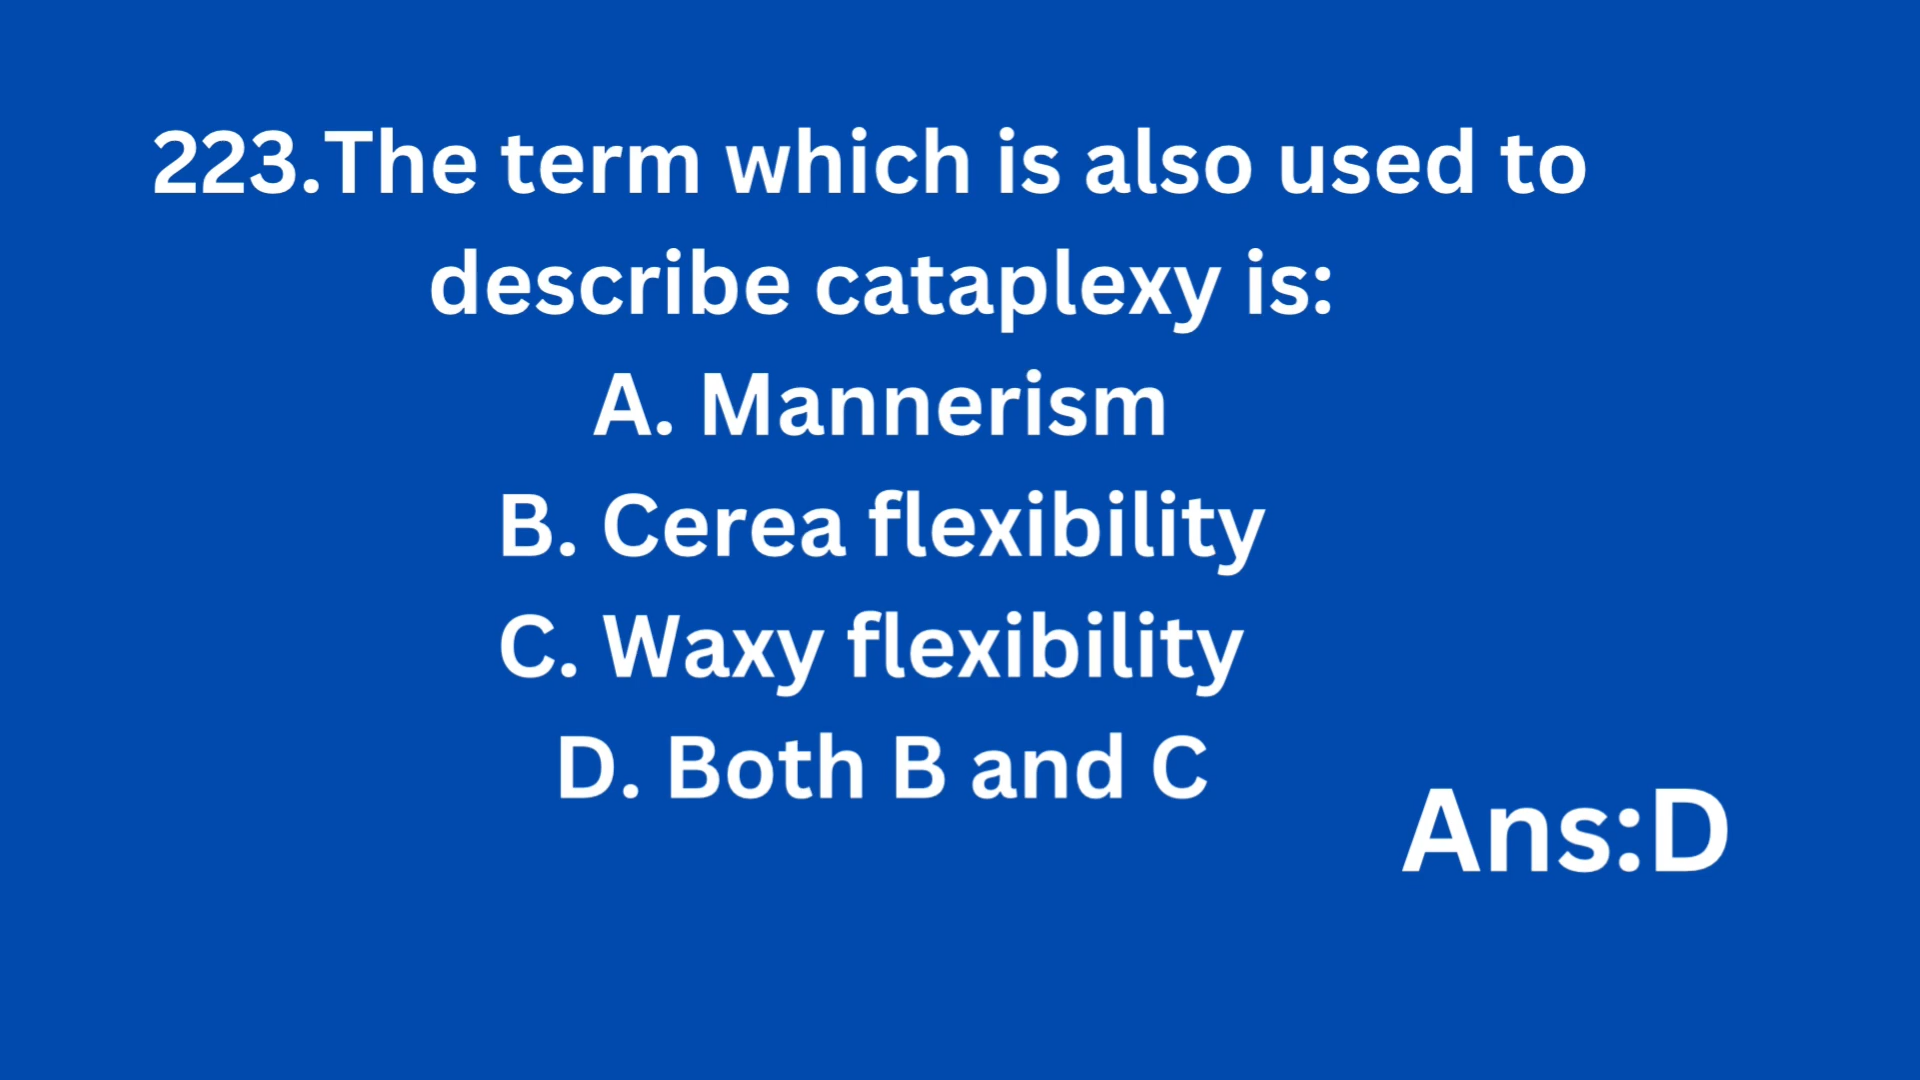 223.The term which is also used to
describe cataplexy is:
A. Mannerism
B. Cerea flexibility
C. Waxy flexibility
D. Both B and C
Ans:D